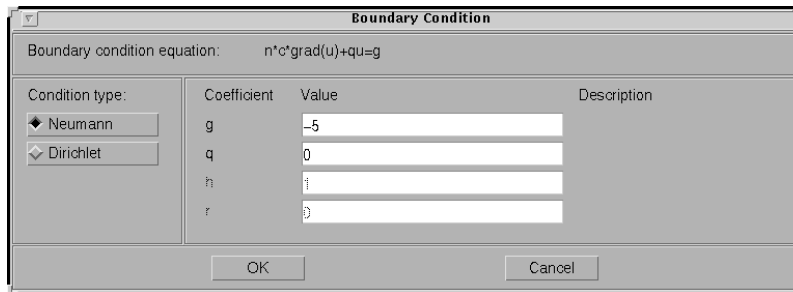 Boundary Condition
Boundary condition equation: n*c*grad(u)+qu=g
Condition type: Coefficient Value Description
Neumann g −5
Dirichlet q 0
h 1
r 0
OK Cancel